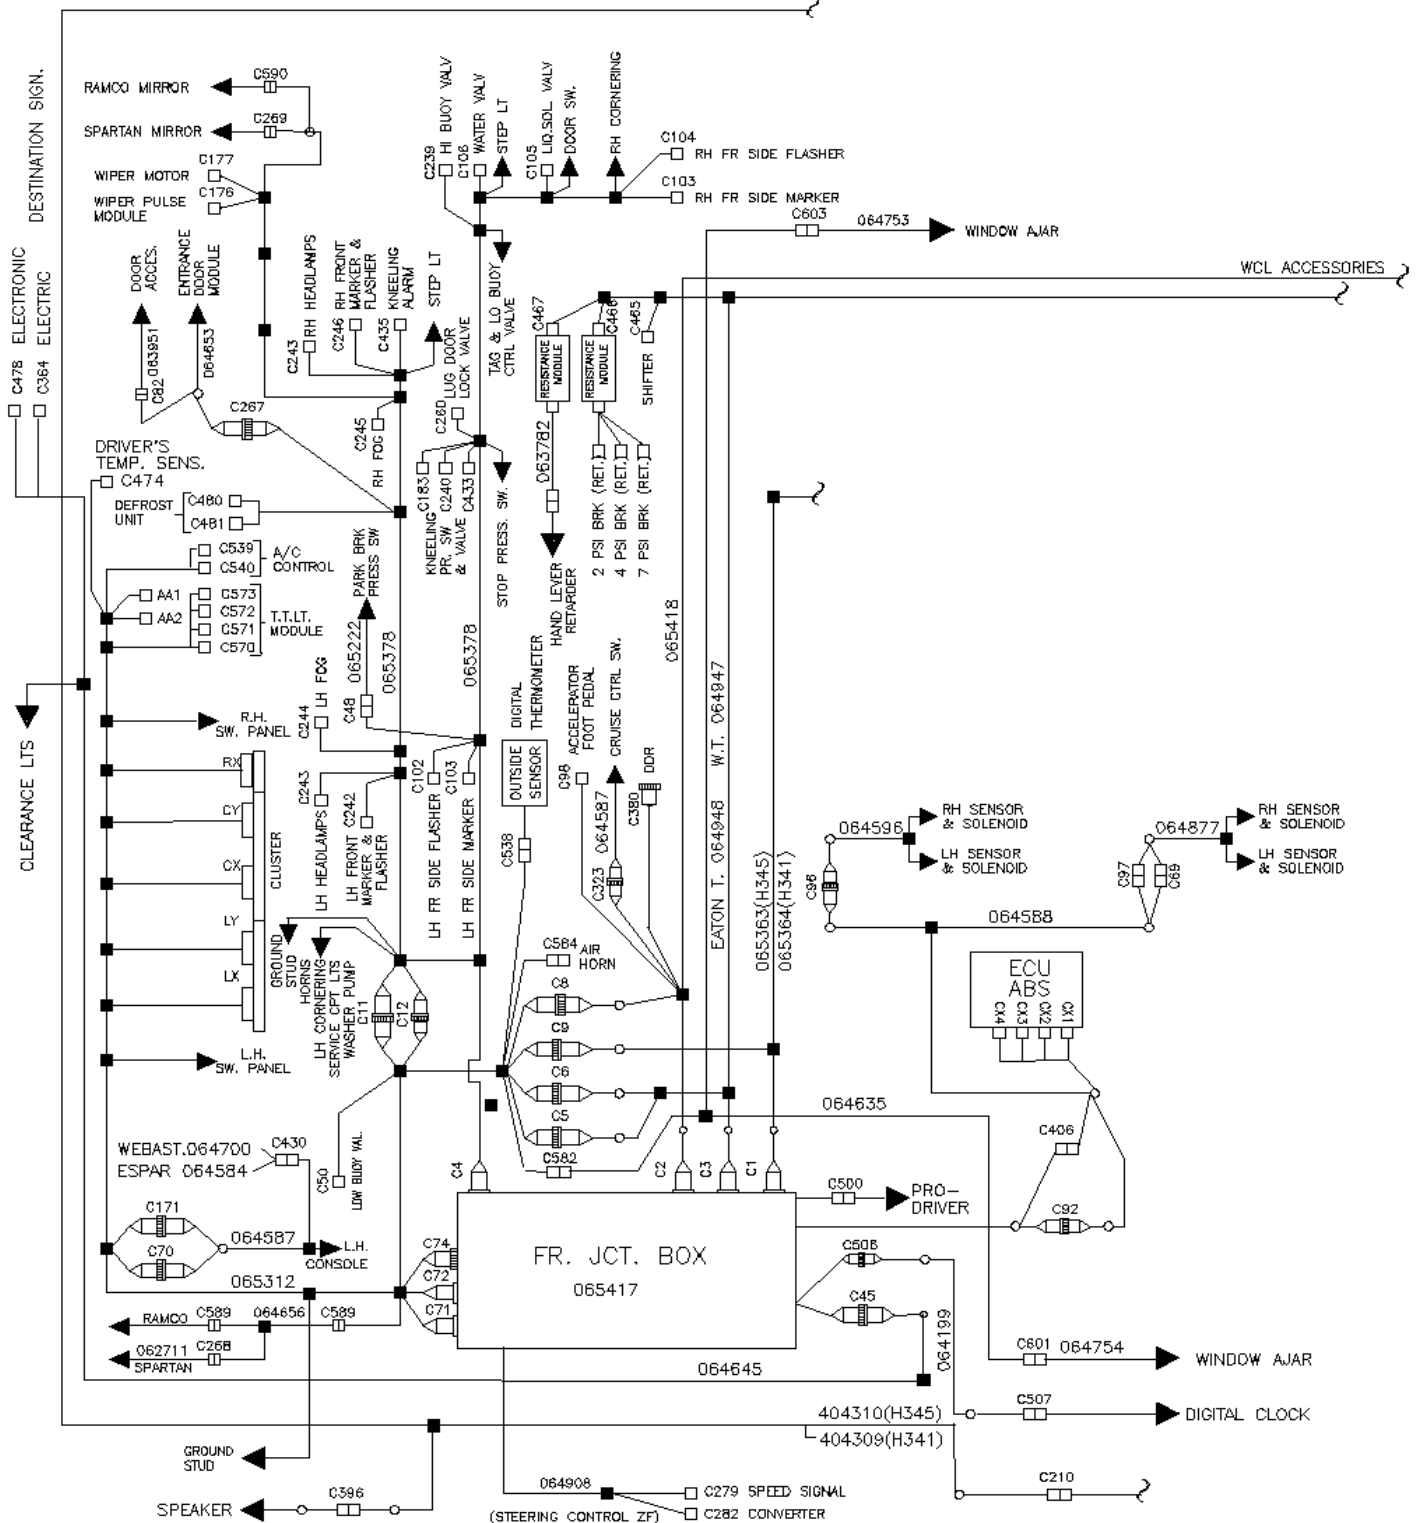 C590
RAMCO MIRROR
C269
SPARTAN MIRROR
C177
WIPER MOTOR
C176
WIPER PULSE
MODULE
DESTINATION SIGN.
C478 ELECTRONIC
C364 ELECTRIC
DOOR
ACCES.
ENTRANCE
DOOR
MODULE
063951
C82
064653
C267
C243 RH HEADLAMPS
C246 RH FRONT
MARKER &
FLASHER
C435 KNEELING
ALARM
STEP LT
C239 HI BUOY VALV
C106 WATER VALV
STEP LT
C105 LIQ.SOL VALV
DOOR SW.
RH CORNERING
C104
RH FR SIDE FLASHER
C103
RH FR SIDE MARKER
C603
064753
WINDOW AJAR
WCL ACCESSORIES
TAG & LO BUOY
CTRL VALVE
C260 LUG DOOR
LOCK VALVE
C245
RH FOG
C183
C240
C433
KNEELING
PR. SW
& VALVE
STOP PRESS. SW.
C467
RESISTANCE
MODULE
C466
RESISTANCE
MODULE
C465
SHIFTER
063782
HAND LEVER
RETARDER
2 PSI BRK (RET.)
4 PSI BRK (RET.)
7 PSI BRK (RET.)
DRIVER'S
TEMP. SENS.
C474
DEFROST
UNIT
C480
C481
C539
C540
A/C
CONTROL
AA1
AA2
C573
C572
C571
C570
T.T.LT.
MODULE
PARK BRK
PRESS SW
065222
C48
065378
065378
065418
CLEARANCE LTS
R.H.
SW. PANEL
RX
CY
CX
LY
LX
CLUSTER
C244 LH FOG
C243
LH HEADLAMPS
C242
LH FRONT
MARKER &
FLASHER
C102
LH FR SIDE FLASHER
C103
LH FR SIDE MARKER
DIGITAL
THERMOMETER
OUTSIDE
SENSOR
C538
C98 ACCELERATOR
FOOT PEDAL
CRUISE CTRL SW.
064587
C323
C380
DDR
EATON T. 064948 W.T. 064947
065363(H345)
065364(H341)
064596
RH SENSOR
& SOLENOID
LH SENSOR
& SOLENOID
C96
064877
RH SENSOR
& SOLENOID
LH SENSOR
& SOLENOID
C97
C69
064588
ECU
ABS
CX4
CX3
CX2
CX1
GROUND
STUD
HORNS
LH CORNERING
SERVICE CPT LTS
WASHER PUMP
C11
C12
C584 AIR
HORN
C8
C9
C6
C5
C582
L.H.
SW. PANEL
WEBAST.064700
ESPAR 064584
C430
C50
LOW BUOY VAL.
C4
C2
C3
C1
064635
C406
C92
C500
PRO-
DRIVER
C171
C70
064587
L.H.
CONSOLE
065312
C74
C72
C71
FR. JCT. BOX
065417
C506
C45
RAMCO
C589
064656
C589
062711
SPARTAN
C268
064645
064199
C601 064754
WINDOW AJAR
C507
DIGITAL CLOCK
404310(H345)
404309(H341)
GROUND
STUD
SPEAKER
C396
064908
(STEERING CONTROL ZF)
C279 SPEED SIGNAL
C282 CONVERTER
C210